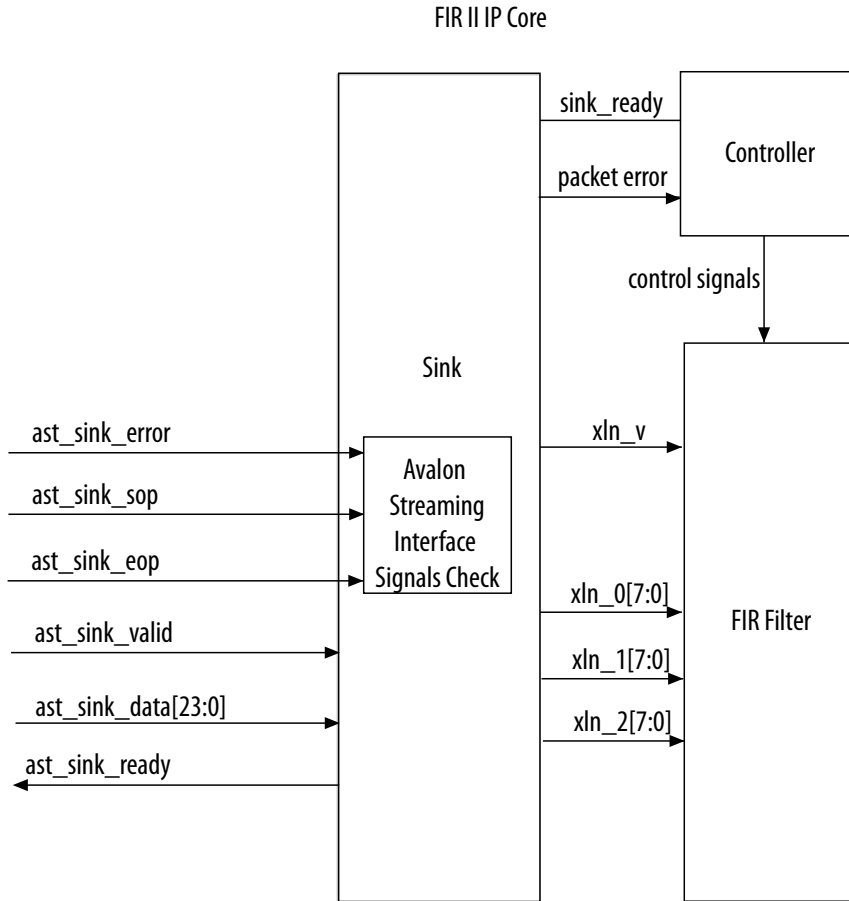 FIR II IP Core
sink_ready
Controller
packet error
control signals
Sink
ast_sink_error
xln_v
Avalon
Streaming
Interface
Signals Check
ast_sink_sop
ast_sink_eop
xln_0[7:0]
FIR Filter
ast_sink_valid
xln_1[7:0]
ast_sink_data[23:0]
xln_2[7:0]
ast_sink_ready